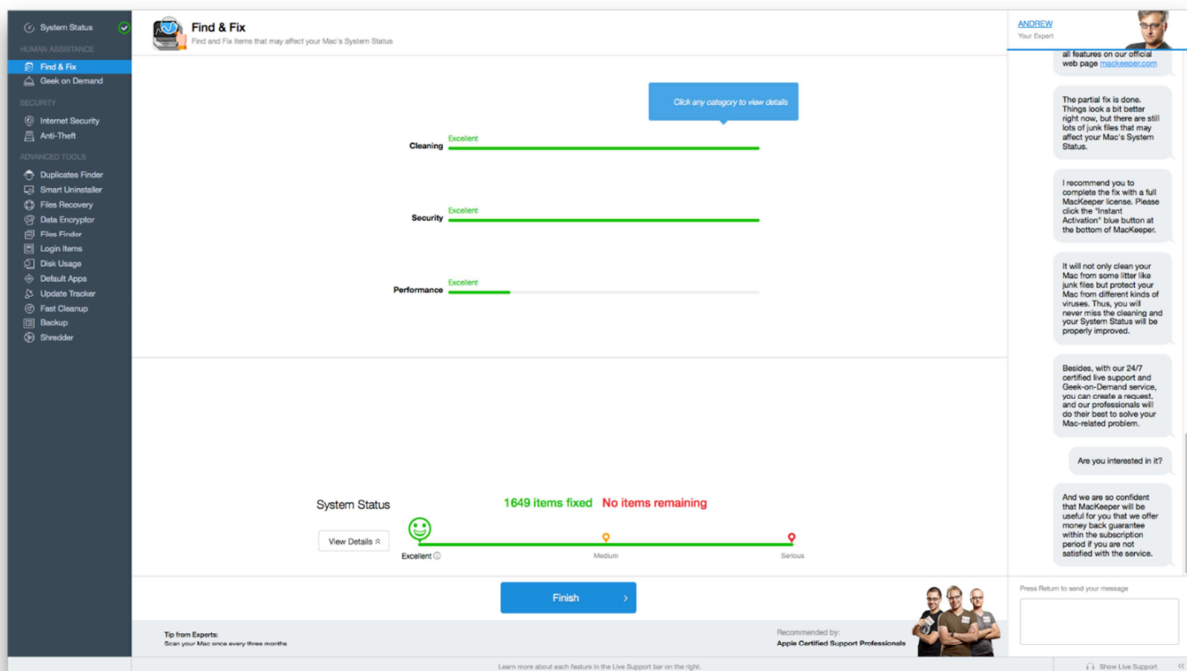 System Status
HUMAN ASSISTANCE
Find & Fix
Geek on Demand
SECURITY
Internet Security
Anti-Theft
ADVANCED TOOLS
Duplicates Finder
Smart Uninstaller
Files Recovery
Data Encryptor
Files Finder
Login Items
Disk Usage
Default Apps
Update Tracker
Fast Cleanup
Backup
Shredder
Find & Fix
Find and Fix items that may affect your Mac's System Status
Click any category to view details
Excellent
Cleaning
Excellent
Security
Excellent
Performance
System Status
1649 items fixed No items remaining
View Details
Excellent
Medium
Serious
Finish
Tip from Experts:
Scan your Mac once every three months
Recommended by:
Apple Certified Support Professionals
Learn more about each feature in the Live Support bar on the right.
ANDREW
Your Expert
all features on our official
web page mackeeper.com
The partial fix is done.
Things look a bit better
right now, but there are still
lots of junk files that may
affect your Mac's System
Status.
I recommend you to
complete the fix with a full
MacKeeper license. Please
click the "Instant
Activation" blue button at
the bottom of MacKeeper.
It will not only clean your
Mac from some litter like
junk files but protect your
Mac from different kinds of
viruses. Thus, you will
never miss the cleaning and
your System Status will be
properly improved.
Besides, with our 24/7
certified live support and
Geek-on-Demand service,
you can create a request,
and our professionals will
do their best to solve your
Mac-related problem.
Are you interested in it?
And we are so confident
that MacKeeper will be
useful for you that we offer
money back guarantee
within the subscription
period if you are not
satisfied with the service.
Press Return to send your message
Show Live Support